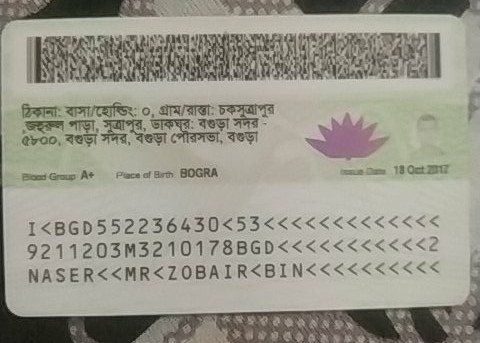 ঠিকানা: বাসা/হোল্ডিং: ০, গ্রাম/রাস্তা: চকসূত্রাপুর
,জহুরুল পাড়া, সূত্রাপুর, ডাকঘর: বগুড়া সদর -
৫৮০০, বগুড়া সদর, বগুড়া পৌরসভা, বগুড়া
Blood Group: A+ Place of Birth: BOGRA Issue Date: 18 Oct 2017
I<BGD552236430<53<<<<<<<<<<<<<
9211203M3210178BGD<<<<<<<<<<<2
NASER<<MR<ZOBAIR<BIN<<<<<<<<<<